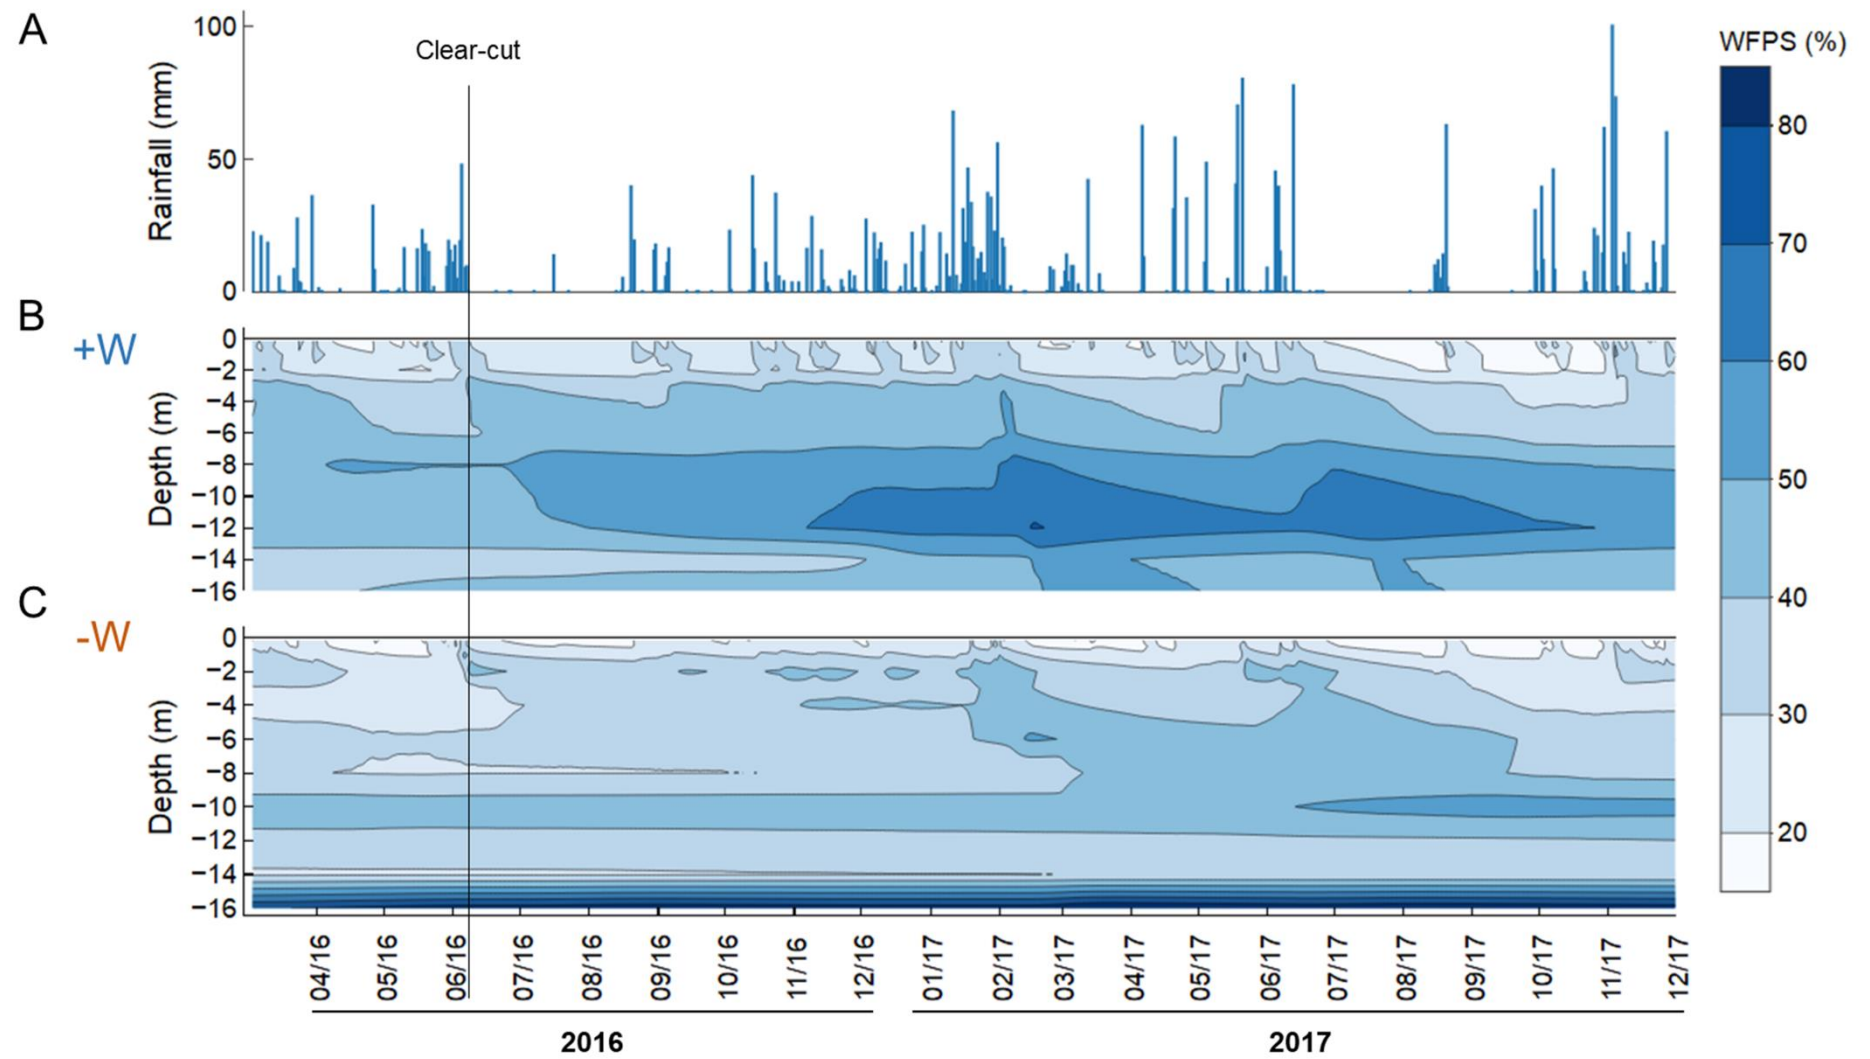 A
Clear-cut
Rainfall (mm)
100
50
0
WFPS (%)
80
70
60
50
40
30
20
B
+W
Depth (m)
0
−2
−4
−6
−8
−10
−12
−14
−16
C
-W
Depth (m)
0
−2
−4
−6
−8
−10
−12
−14
−16
04/16 05/16 06/16 07/16 08/16 09/16 10/16 11/16 12/16 01/17 02/17 03/17 04/17 05/17 06/17 07/17 08/17 09/17 10/17 11/17 12/17
2016 2017